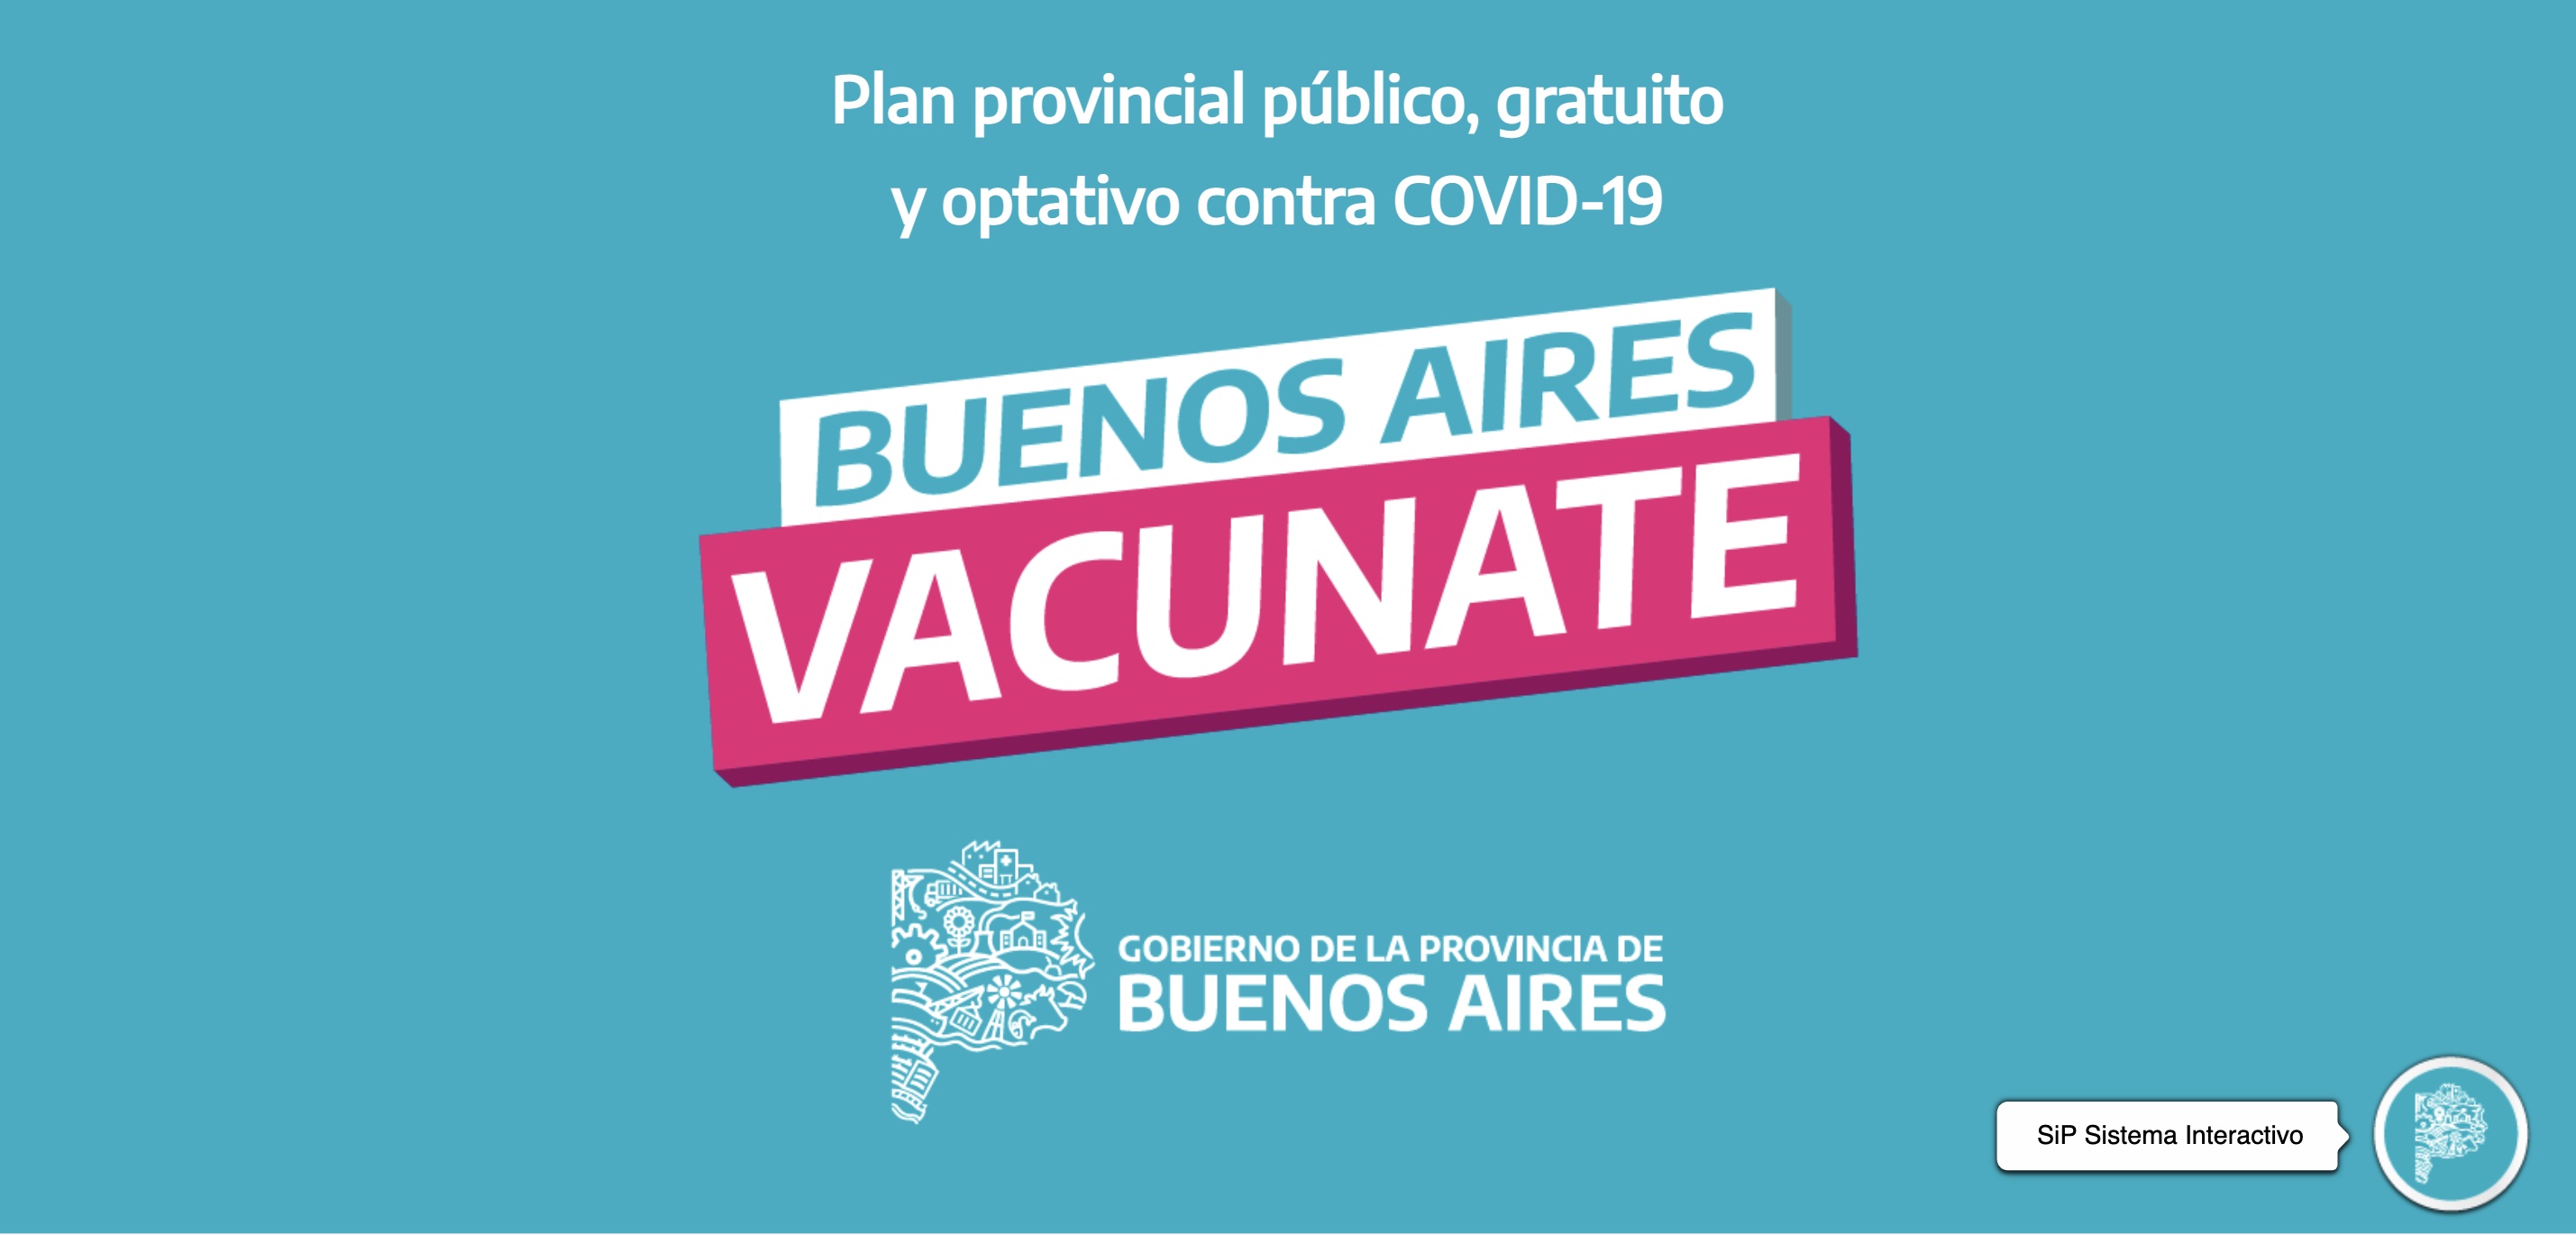 Plan provincial público, gratuito
y optativo contra COVID-19
BUENOS AIRES
VACUNATE
GOBIERNO DE LA PROVINCIA DE
BUENOS AIRES
SiP Sistema Interactivo